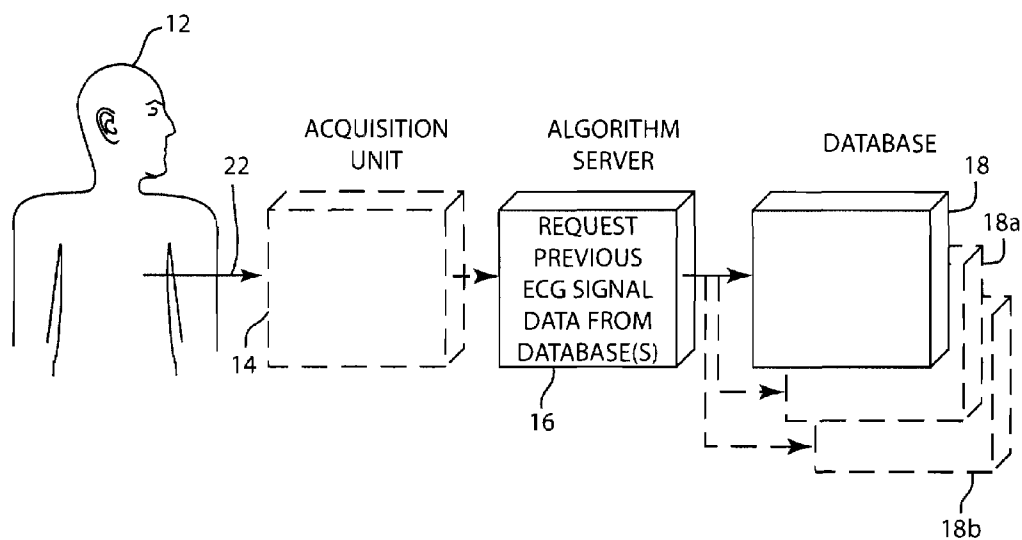 12
ACQUISITION
UNIT
ALGORITHM
SERVER
DATABASE
22
18
18a
REQUEST
PREVIOUS
ECG SIGNAL
DATA FROM
DATABASE(S)
14
16
18b